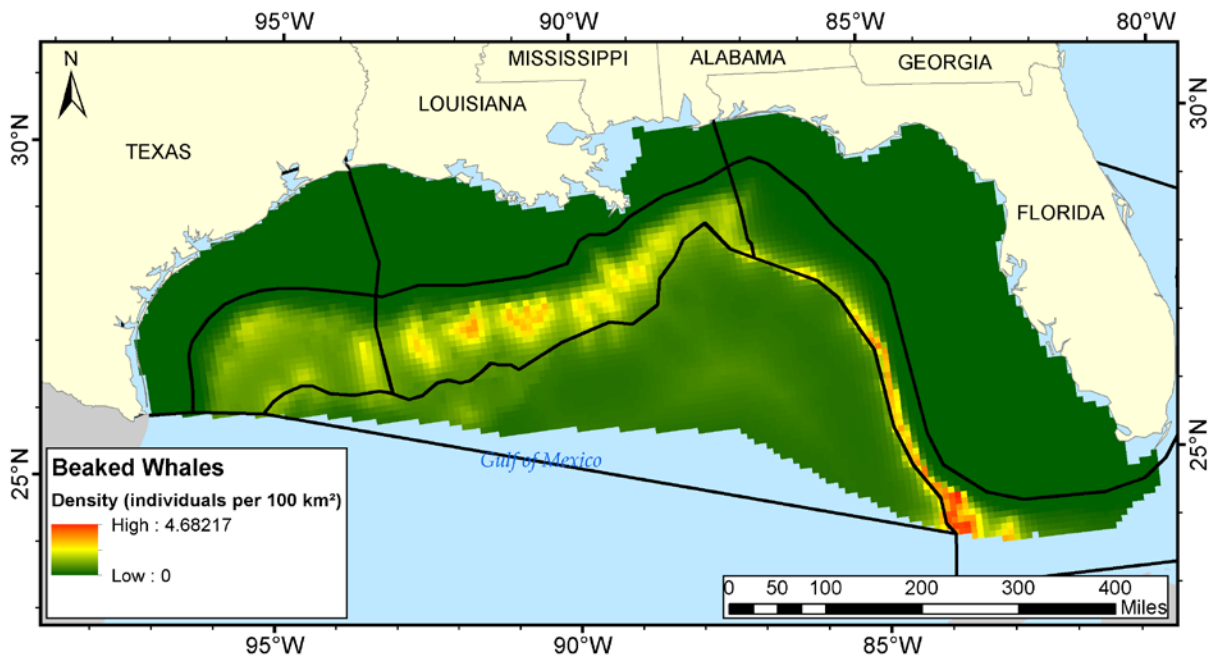 95°W 90°W 85°W 80°W
N
MISSISSIPPI ALABAMA GEORGIA
LOUISIANA
30°N 30°N
TEXAS
FLORIDA
25°N 25°N
Gulf of Mexico
Beaked Whales
Density (individuals per 100 km²)
High : 4.68217
Low : 0
0 50 100 200 300 400
Miles
95°W 90°W 85°W